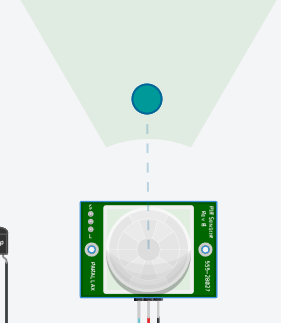 PIR Sensor
Rev B
555-28027
PARALLAX